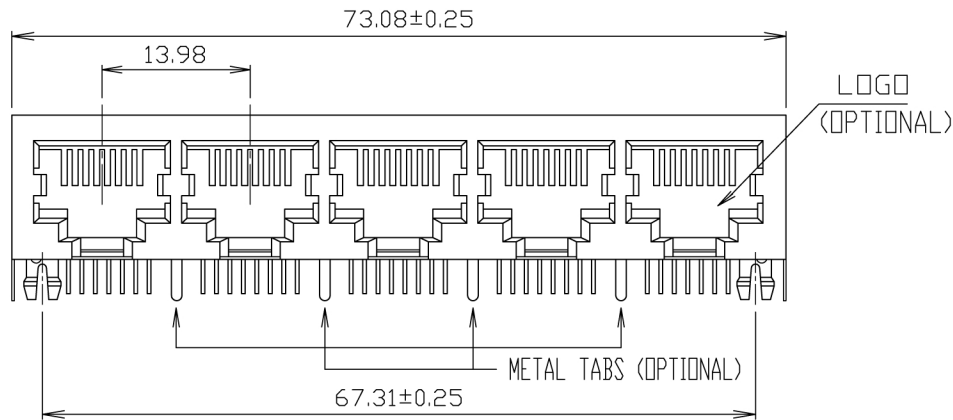 73.08±0.25
13.98
LOGO
(OPTIONAL)
METAL TABS (OPTIONAL)
67.31±0.25